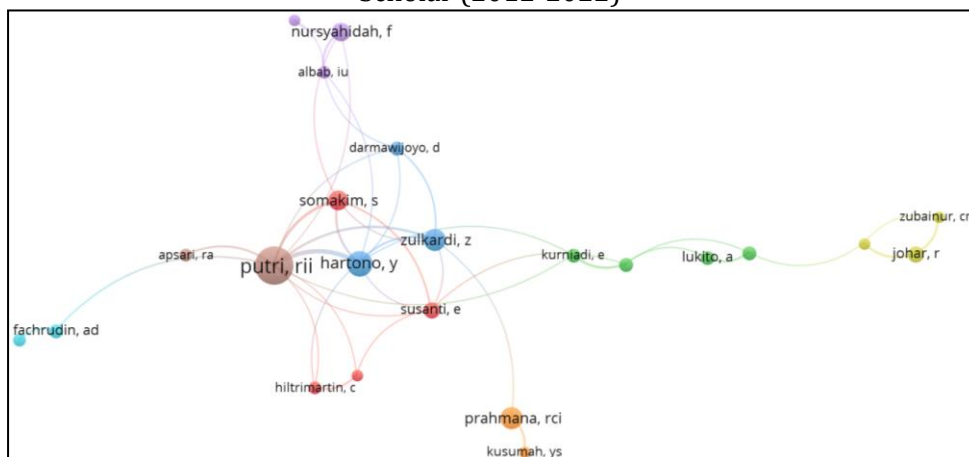 nursyahidah, f
albab, iu
darmawijoyo, d
somakim, s
zubainur, cr
zulkardi, z
apsari, ra
putri, rii
hartono, y
kurniadi, e
lukito, a
johar, r
susanti, e
fachrudin, ad
hiltrimartin, c
prahmana, rci
kusumah, ys